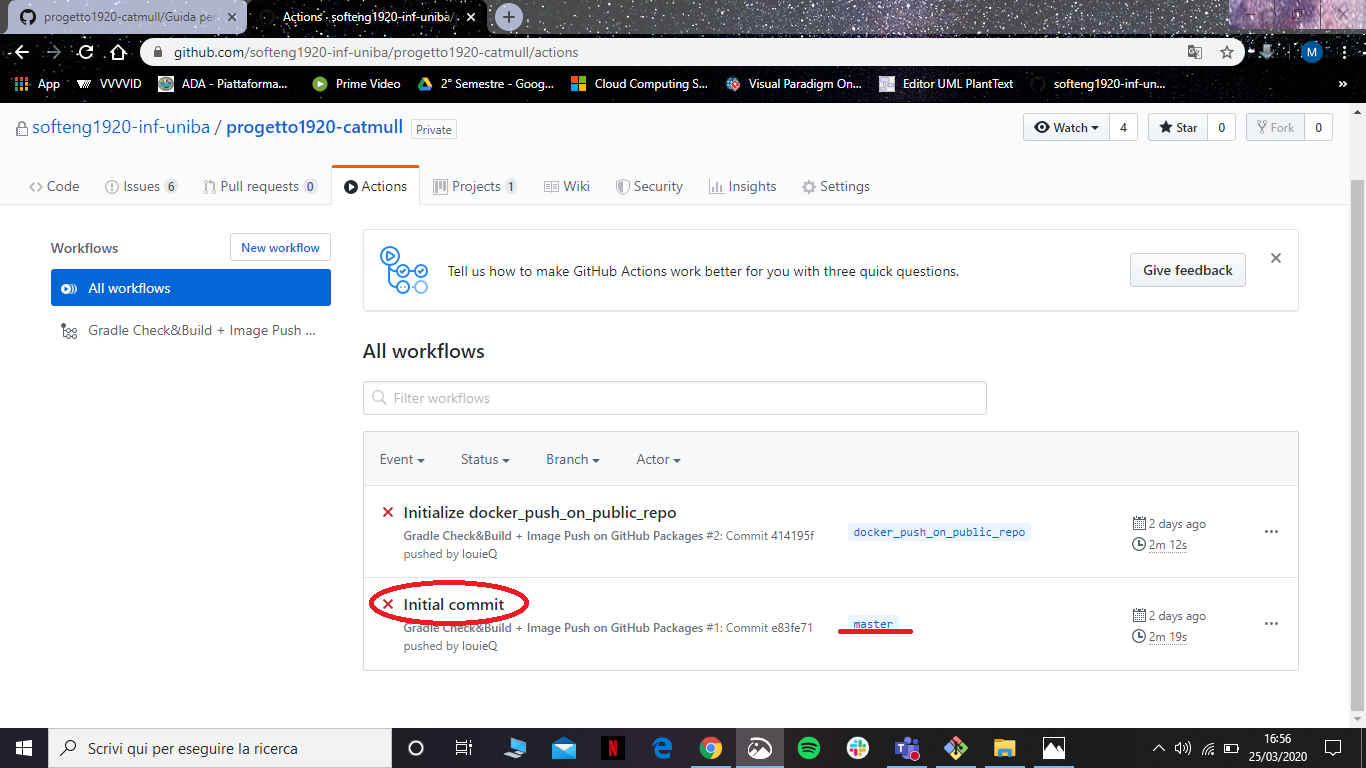 progetto1920-catmull/Guida per
Actions · softeng1920-inf-uniba/
github.com/softeng1920-inf-uniba/progetto1920-catmull/actions
M
App
VVVVID
ADA - Piattaforma...
Prime Video
2° Semestre - Goog...
Cloud Computing S...
Visual Paradigm On...
Editor UML PlantText
softeng1920-inf-un...
»
softeng1920-inf-uniba / progetto1920-catmull Private
Watch 4
Star 0
Fork 0
Code
Issues 6
Pull requests 0
Actions
Projects 1
Wiki
Security
Insights
Settings
Workflows
New workflow
All workflows
Gradle Check&Build + Image Push ...
Tell us how to make GitHub Actions work better for you with three quick questions.
Give feedback
All workflows
Filter workflows
Event
Status
Branch
Actor
Initialize docker_push_on_public_repo
Gradle Check&Build + Image Push on GitHub Packages #2: Commit 414195f
pushed by louieQ
docker_push_on_public_repo
2 days ago
2m 12s
Initial commit
Gradle Check&Build + Image Push on GitHub Packages #1: Commit e83fe71
pushed by louieQ
master
2 days ago
2m 19s
Scrivi qui per eseguire la ricerca
N
16:56
25/03/2020